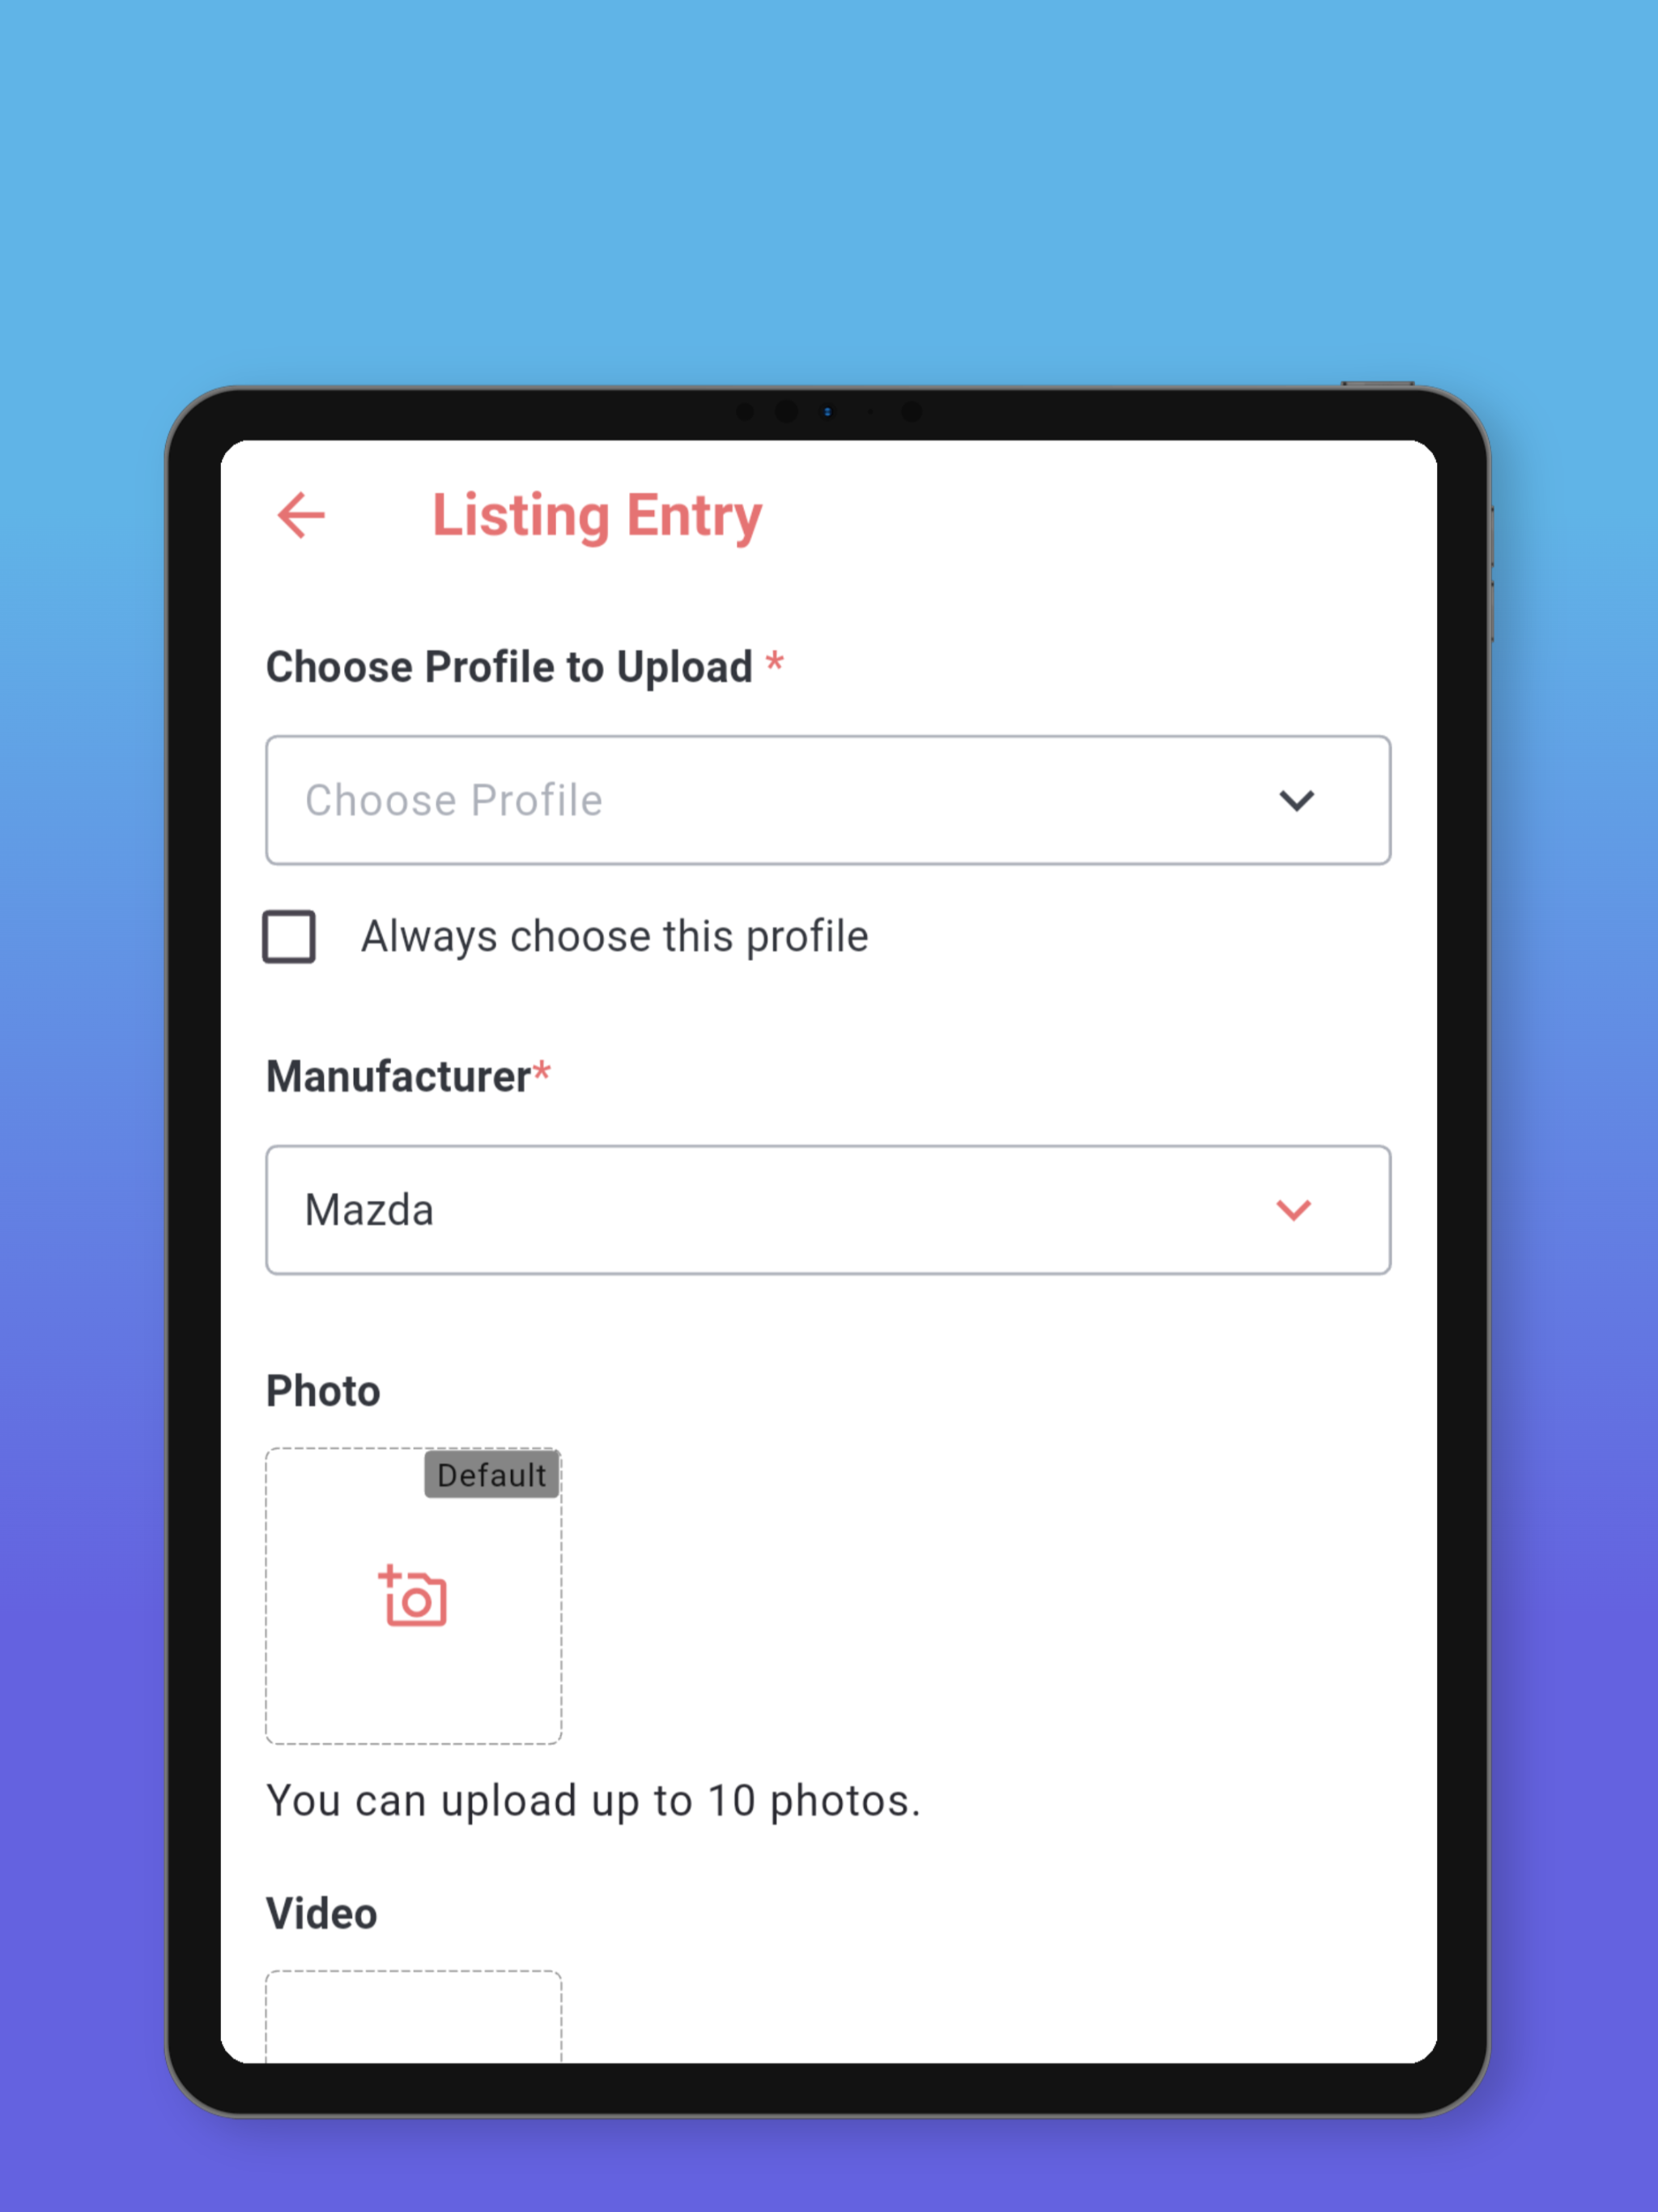 Listing Entry
Choose Profile to Upload *
Choose Profile
Always choose this profile
Manufacturer*
Mazda
Photo
Default
You can upload up to 10 photos.
Video